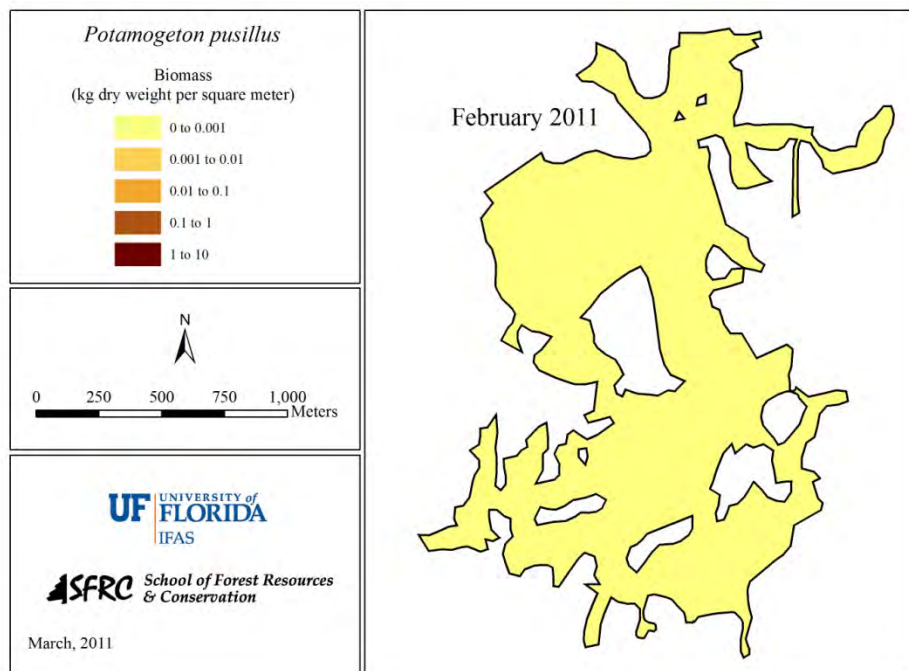 Potamogeton pusillus
Biomass
(kg dry weight per square meter)
0 to 0.001
0.001 to 0.01
0.01 to 0.1
0.1 to 1
1 to 10
N
0 250 500 750 1,000
Meters
UF UNIVERSITY of
FLORIDA
IFAS
SFRC School of Forest Resources
& Conservation
March, 2011
February 2011